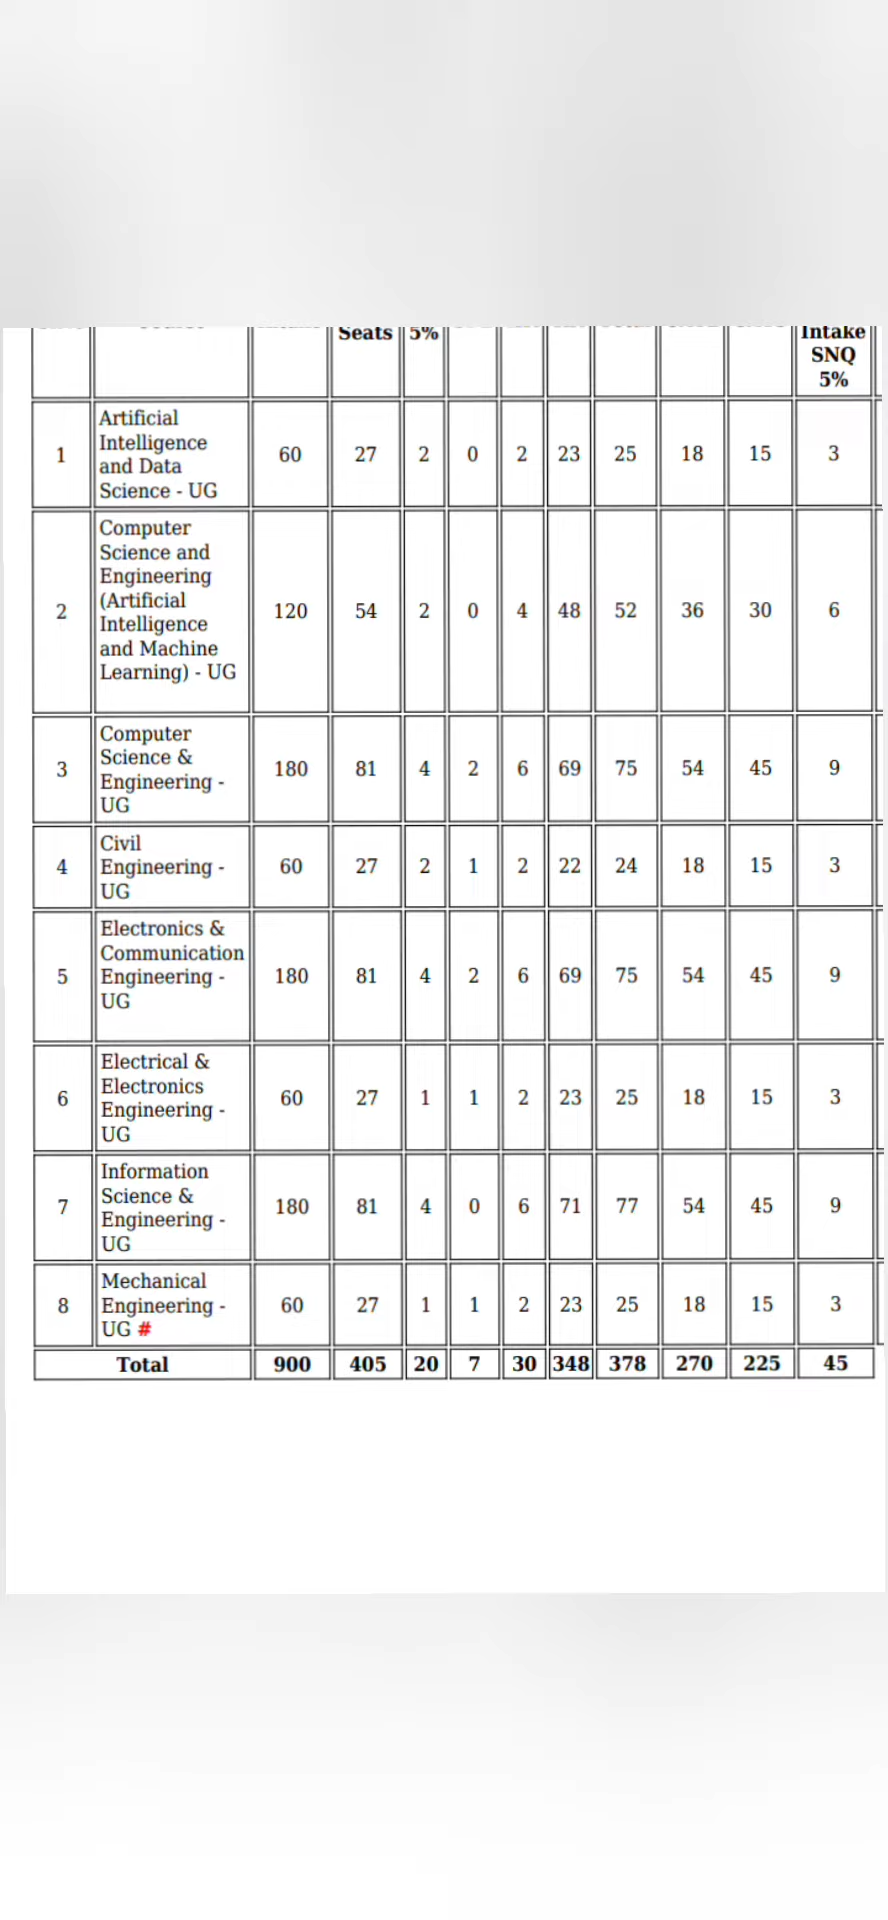 Seats 5% Intake
SNQ
5%
Artificial
Intelligence
and Data
Science - UG
1 60 27 2 0 2 23 25 18 15 3
Computer
Science and
Engineering
(Artificial
Intelligence
and Machine
Learning) - UG
2 120 54 2 0 4 48 52 36 30 6
Computer
Science &
Engineering -
UG
3 180 81 4 2 6 69 75 54 45 9
Civil
Engineering -
UG
4 60 27 2 1 2 22 24 18 15 3
Electronics &
Communication
Engineering -
UG
5 180 81 4 2 6 69 75 54 45 9
Electrical &
Electronics
Engineering -
UG
6 60 27 1 1 2 23 25 18 15 3
Information
Science &
Engineering -
UG
7 180 81 4 0 6 71 77 54 45 9
Mechanical
Engineering -
UG #
8 60 27 1 1 2 23 25 18 15 3
Total 900 405 20 7 30 348 378 270 225 45